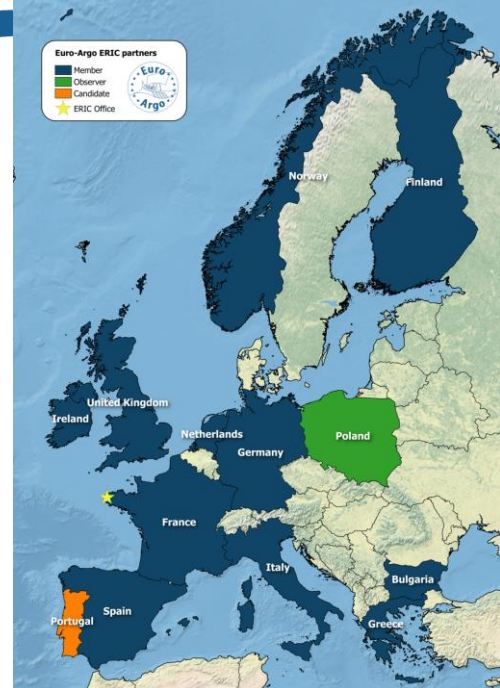 Euro-Argo ERIC partners
Member
Observer
Candidate
ERIC Office
Euro
Argo
Norway
Finland
United Kingdom
Ireland
Netherlands
Germany
Poland
France
Italy
Bulgaria
Portugal
Spain
Greece